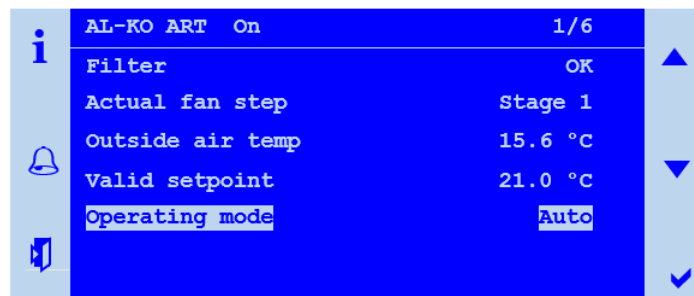 AL-KO ART On 1/6
Filter OK
Actual fan step Stage 1
Outside air temp 15.6 °C
Valid setpoint 21.0 °C
Operating mode Auto